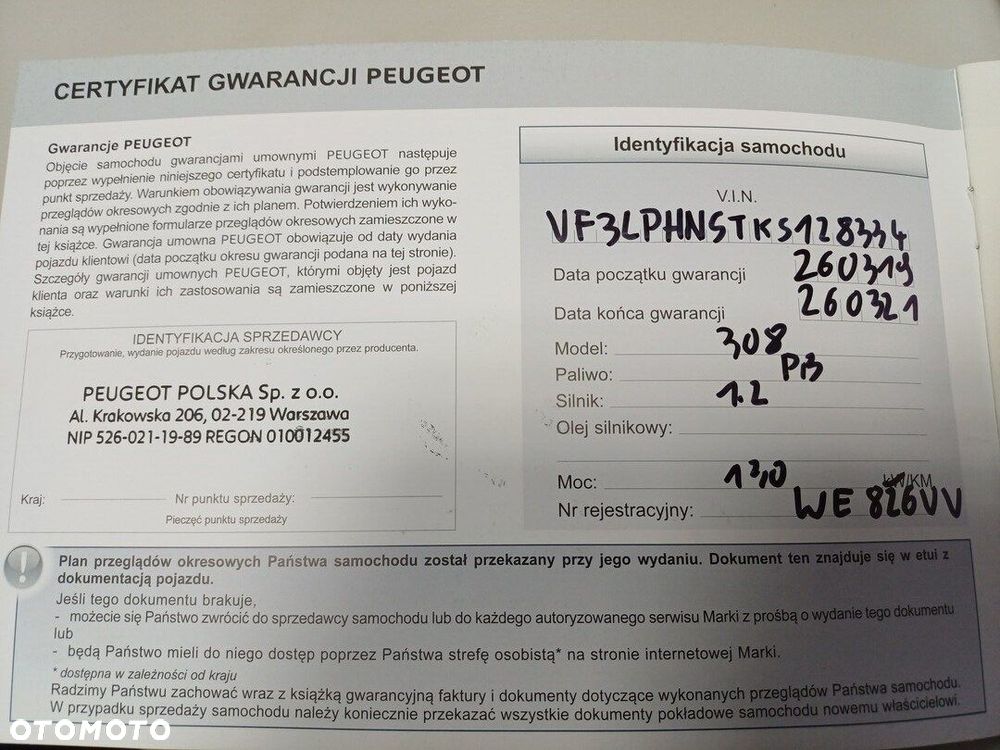 CERTYFIKAT GWARANCJI PEUGEOT
Gwarancje PEUGEOT
Objęcie samochodu gwarancjami umownymi PEUGEOT następuje
poprzez wypełnienie niniejszego certyfikatu i podstemplowanie go przez
punkt sprzedaży. Warunkiem obowiązywania gwarancji jest wykonywanie
przeglądów okresowych zgodnie z ich planem. Potwierdzeniem ich wyko-
nania są wypełnione formularze przeglądów okresowych zamieszczone w
tej książce. Gwarancja umowna PEUGEOT obowiązuje od daty wydania
pojazdu klientowi (data początku okresu gwarancji podana na tej stronie).
Szczegóły gwarancji umownych PEUGEOT, którymi objęty jest pojazd
klienta oraz warunki ich zastosowania są zamieszczone w poniższej
książce.
IDENTYFIKACJA SPRZEDAWCY
Przygotowanie, wydanie pojazdu według zakresu określonego przez producenta.
PEUGEOT POLSKA Sp. z o.o.
Al. Krakowska 206, 02-219 Warszawa
NIP 526-021-19-89 REGON 010012455
Kraj: Nr punktu sprzedaży:
Pieczęć punktu sprzedaży
Identyfikacja samochodu
V.I.N.
VF3LPHNSTKS128334
Data początku gwarancji 260319
Data końca gwarancji 260321
Model: 308
Paliwo: PB
Silnik: 1.2
Olej silnikowy:
Moc: 130 kW/KM
Nr rejestracyjny: WE 826VV
Plan przeglądów okresowych Państwa samochodu został przekazany przy jego wydaniu. Dokument ten znajduje się w etui z
dokumentacją pojazdu.
Jeśli tego dokumentu brakuje,
- możecie się Państwo zwrócić do sprzedawcy samochodu lub do każdego autoryzowanego serwisu Marki z prośbą o wydanie tego dokumentu
lub
- będą Państwo mieli do niego dostęp poprzez Państwa strefę osobistą* na stronie internetowej Marki.
* dostępna w zależności od kraju
Radzimy Państwu zachować wraz z książką gwarancyjną faktury i dokumenty dotyczące wykonanych przeglądów Państwa samochodu.
W przypadku sprzedaży samochodu należy koniecznie przekazać wszystkie dokumenty pokładowe samochodu nowemu właścicielowi.
OTOMOTO